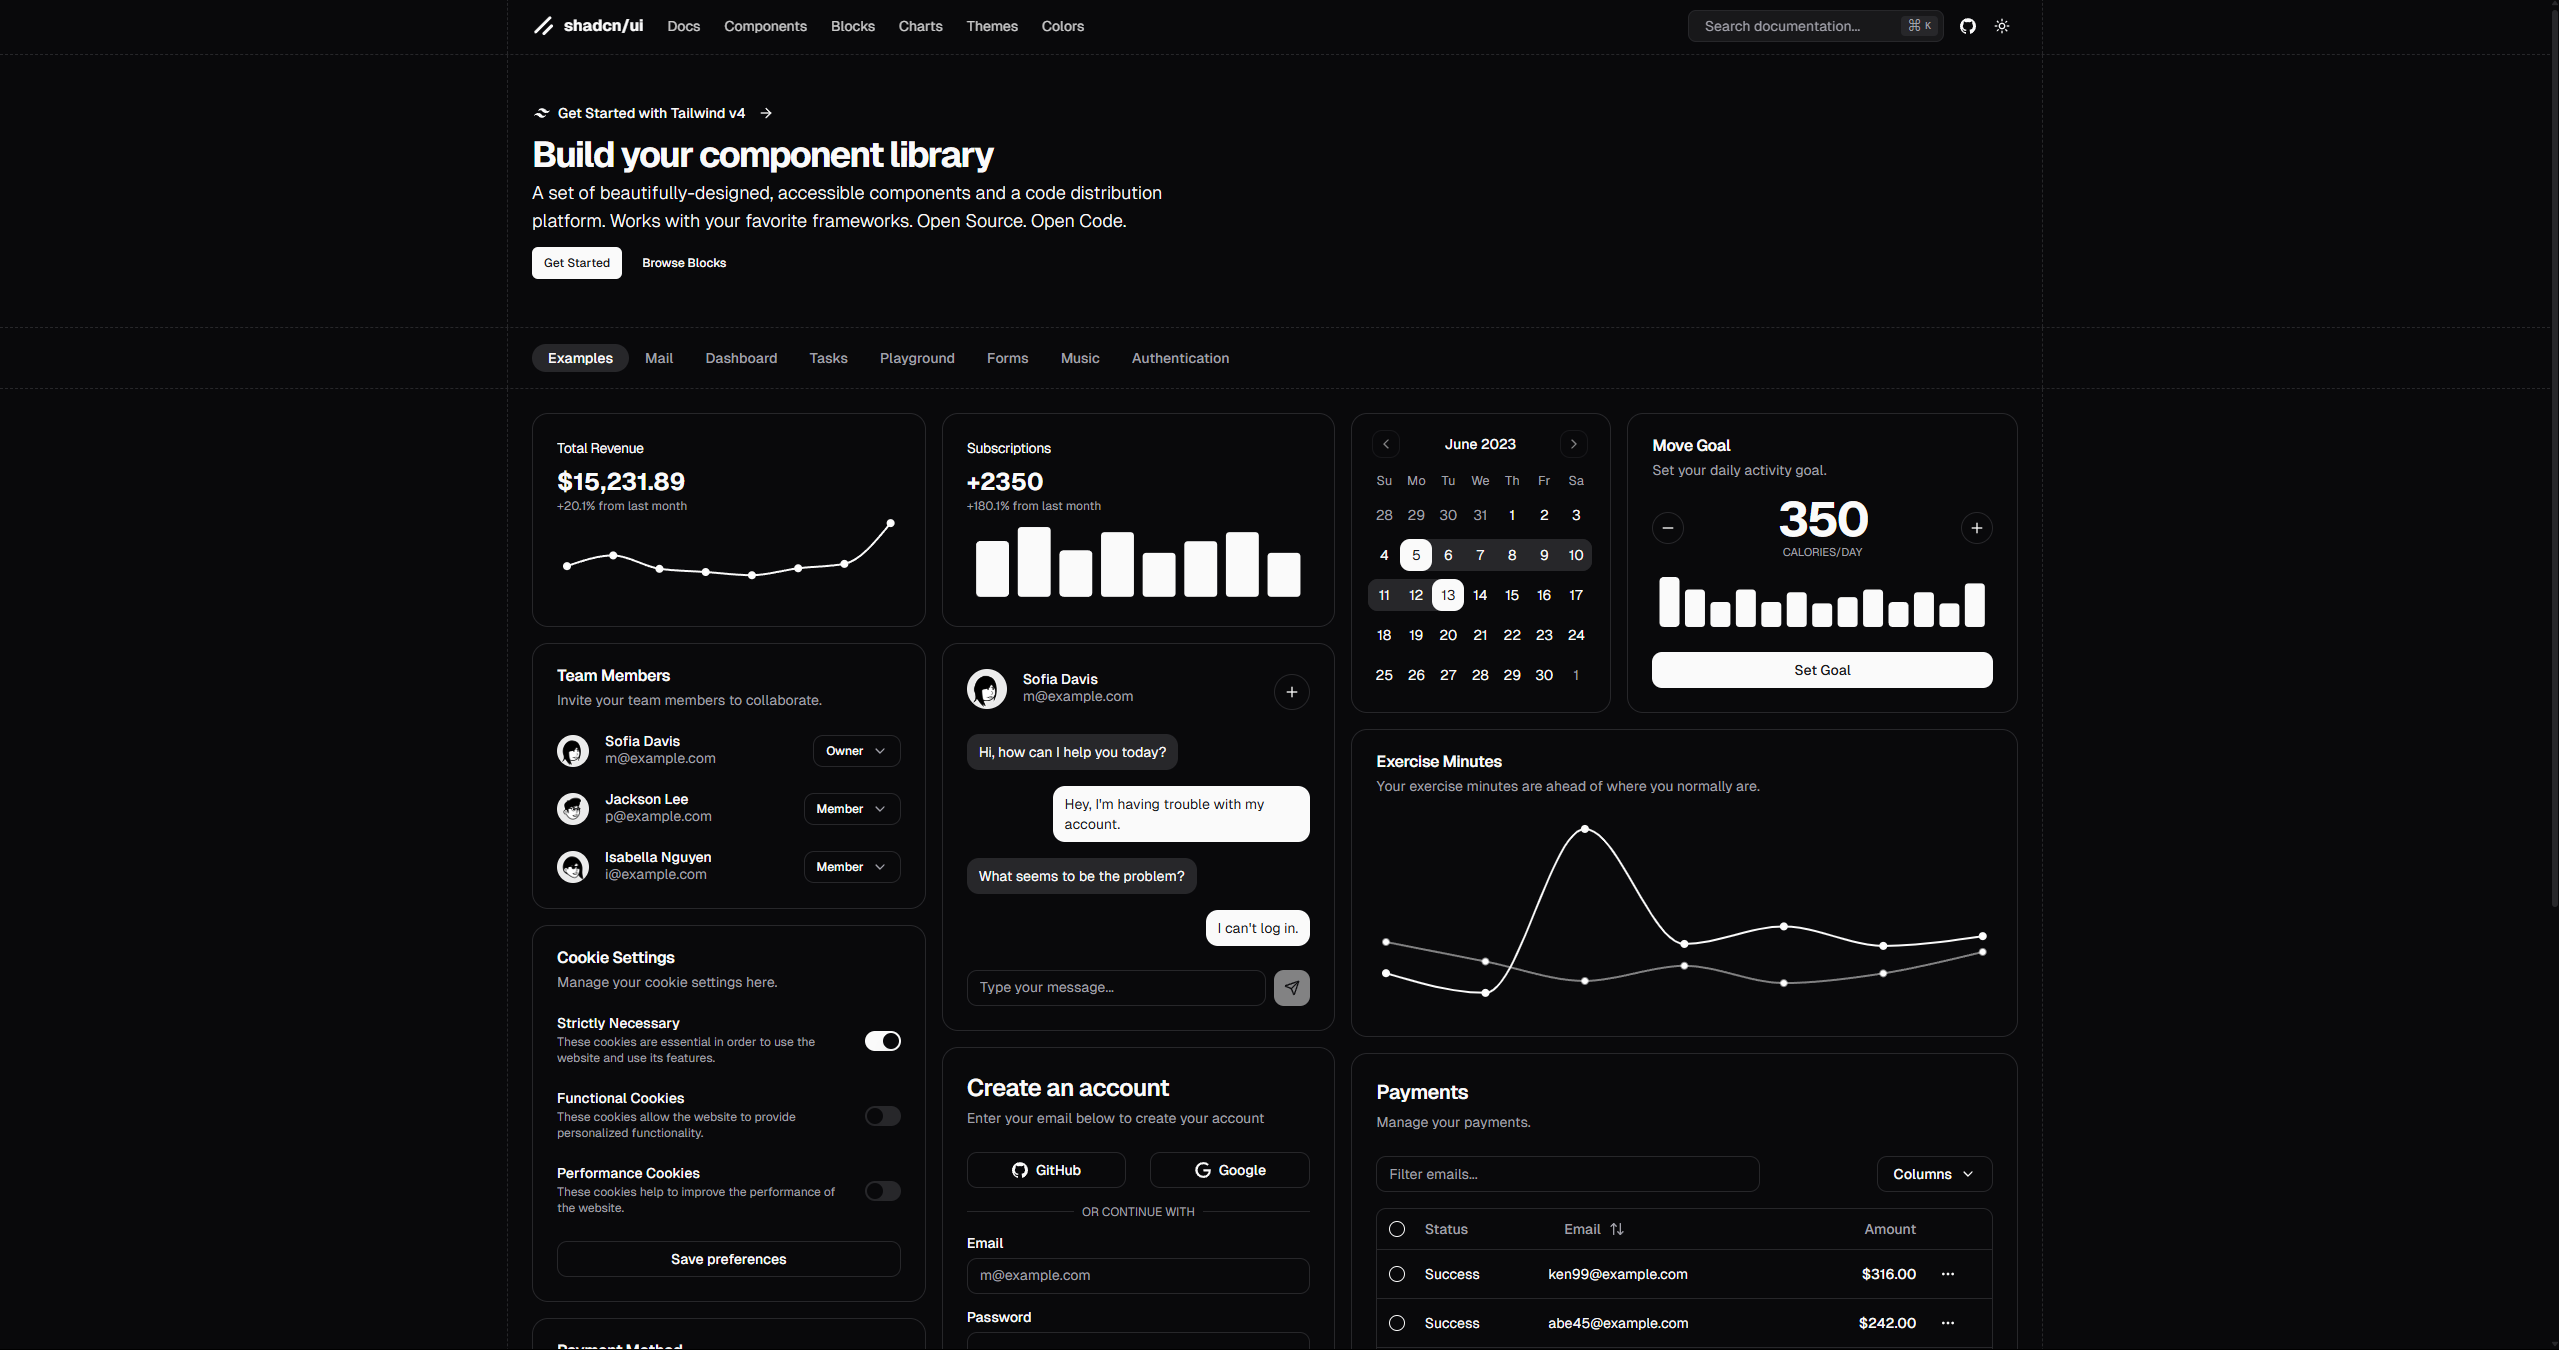 shadcn/ui Docs Components Blocks Charts Themes Colors
Search documentation... ⌘ K
Get Started with Tailwind v4
Build your component library
A set of beautifully-designed, accessible components and a code distribution
platform. Works with your favorite frameworks. Open Source. Open Code.
Get Started Browse Blocks
Examples Mail Dashboard Tasks Playground Forms Music Authentication
Total Revenue
$15,231.89
+20.1% from last month
Team Members
Invite your team members to collaborate.
Sofia Davis
m@example.com
Owner
Jackson Lee
p@example.com
Member
Isabella Nguyen
i@example.com
Member
Cookie Settings
Manage your cookie settings here.
Strictly Necessary
These cookies are essential in order to use the
website and use its features.
Functional Cookies
These cookies allow the website to provide
personalized functionality.
Performance Cookies
These cookies help to improve the performance of
the website.
Save preferences
Payment Method
Subscriptions
+2350
+180.1% from last month
Sofia Davis
m@example.com
Hi, how can I help you today?
Hey, I'm having trouble with my
account.
What seems to be the problem?
I can't log in.
Type your message...
Create an account
Enter your email below to create your account
GitHub Google
OR CONTINUE WITH
Email
m@example.com
Password
June 2023
Su Mo Tu We Th Fr Sa
28 29 30 31 1 2 3
4 5 6 7 8 9 10
11 12 13 14 15 16 17
18 19 20 21 22 23 24
25 26 27 28 29 30 1
Move Goal
Set your daily activity goal.
350
CALORIES/DAY
Set Goal
Exercise Minutes
Your exercise minutes are ahead of where you normally are.
Payments
Manage your payments.
Filter emails...
Columns
Status Email Amount
Success ken99@example.com $316.00
Success abe45@example.com $242.00